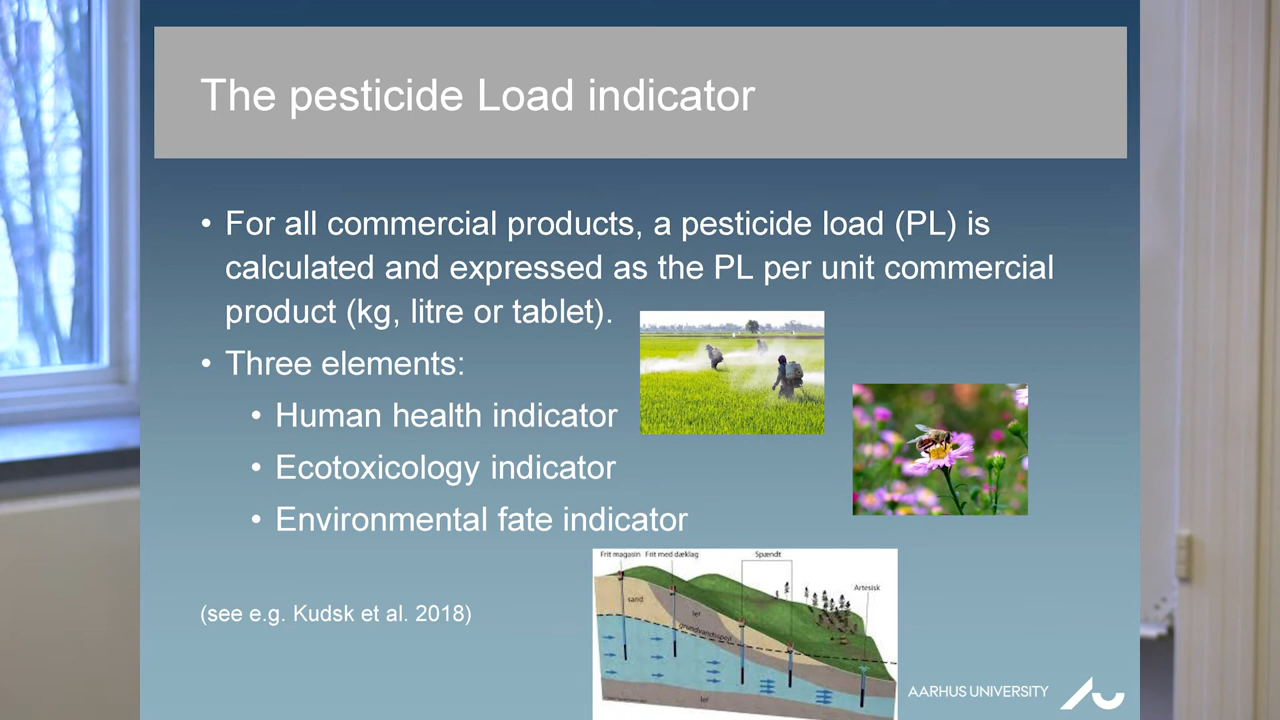 The pesticide Load indicator
• For all commercial products, a pesticide load (PL) is
calculated and expressed as the PL per unit commercial
product (kg, litre or tablet).
• Three elements:
• Human health indicator
• Ecotoxicology indicator
• Environmental fate indicator
(see e.g. Kudsk et al. 2018)
Frit magasin Frit med dæklag Spændt
Artesisk
sand
ler
grundvandsspejl
ler
AARHUS UNIVERSITY